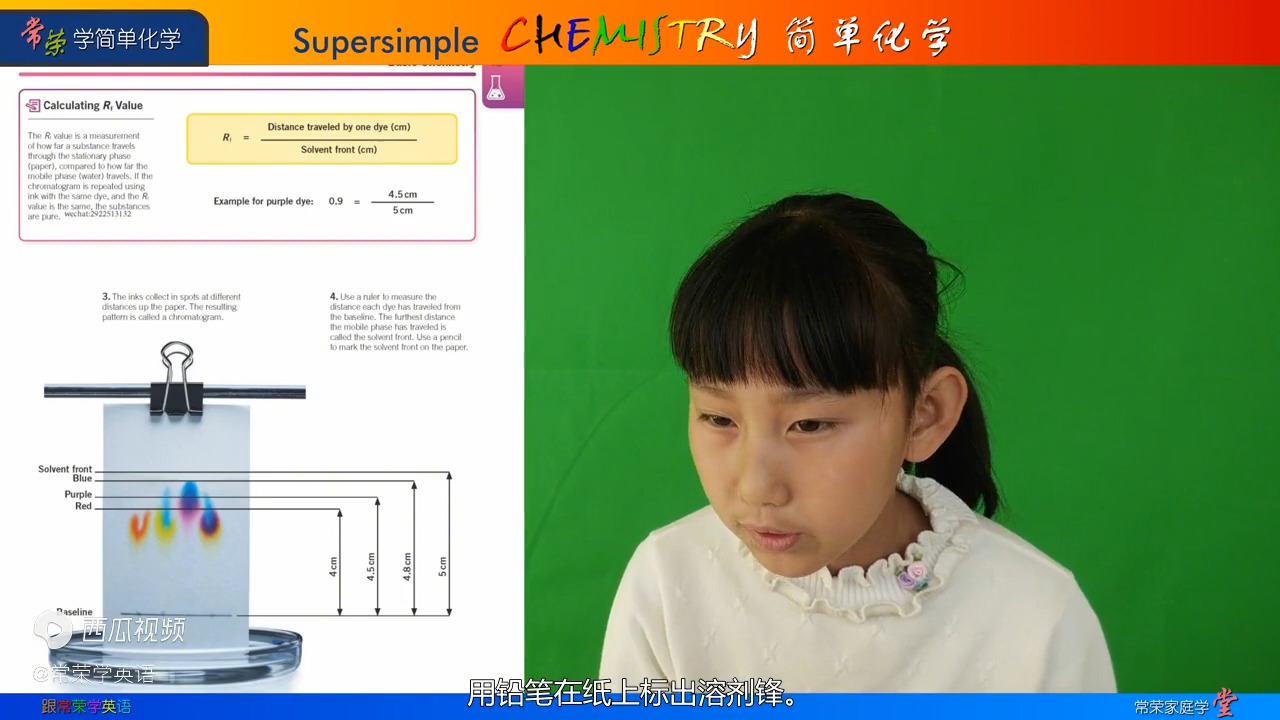 常荣 学简单化学
Supersimple CHEMISTRY 简单化学
Basic Chemistry
Calculating Rf Value
The Rf value is a measurement
of how far a substance travels
through the stationary phase
(paper), compared to how far the
mobile phase (water) travels. If the
chromatogram is repeated using
ink with the same dye, and the Rf
value is the same, the substances
are pure. wechat:2922513132
Rf = Distance traveled by one dye (cm)
Solvent front (cm)
Example for purple dye: 0.9 = 4.5 cm
5 cm
3. The inks collect in spots at different
distances up the paper. The resulting
pattern is called a chromatogram.
4. Use a ruler to measure the
distance each dye has traveled from
the baseline. The furthest distance
the mobile phase has traveled is
called the solvent front. Use a pencil
to mark the solvent front on the paper.
Solvent front
Blue
Purple
Red
4 cm
4.5 cm
4.8 cm
5 cm
Baseline
西瓜视频
@常荣学英语
用铅笔在纸上标出溶剂锋。
跟常荣学英语
常荣家庭学堂